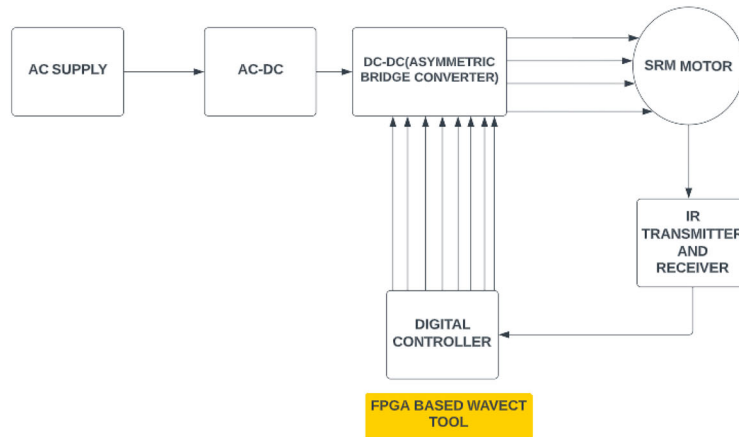 AC SUPPLY
AC-DC
DC-DC(ASYMMETRIC
BRIDGE CONVERTER)
SRM MOTOR
IR
TRANSMITTER
AND
RECEIVER
DIGITAL
CONTROLLER
FPGA BASED WAVECT
TOOL